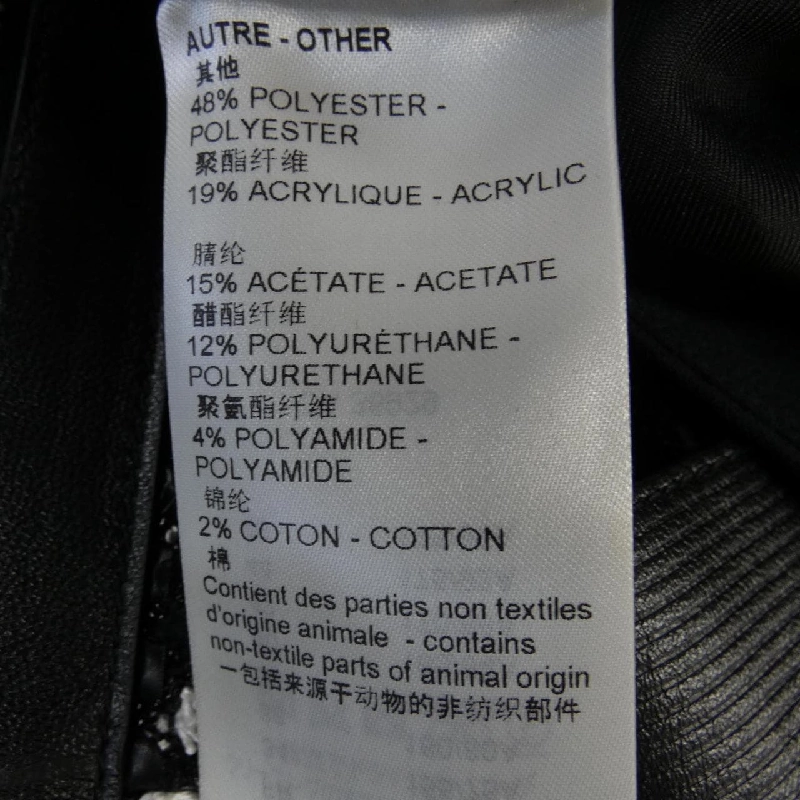 AUTRE - OTHER
其他
48% POLYESTER -
POLYESTER
聚酯纤维
19% ACRYLIQUE - ACRYLIC
腈纶
15% ACÉTATE - ACETATE
醋酯纤维
12% POLYURÉTHANE -
POLYURETHANE
聚氨酯纤维
4% POLYAMIDE -
POLYAMIDE
锦纶
2% COTON - COTTON
棉
Contient des parties non textiles
d'origine animale - contains
non-textile parts of animal origin
一包括来源于动物的非纺织部件